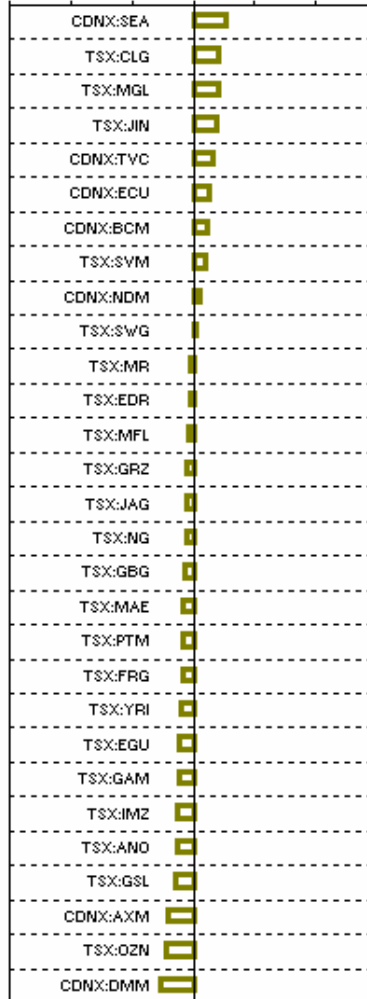 CDNX:SEA
TSX:CLG
TSX:MGL
TSX:JIN
CDNX:TVC
CDNX:ECU
CDNX:BCM
TSX:SVM
CDNX:NDM
TSX:SWG
TSX:MR
TSX:EDR
TSX:MFL
TSX:GRZ
TSX:JAG
TSX:NG
TSX:GBG
TSX:MAE
TSX:PTM
TSX:FRG
TSX:YRI
TSX:EGU
TSX:GAM
TSX:IMZ
TSX:ANO
TSX:GSL
CDNX:AXM
TSX:OZN
CDNX:DMM